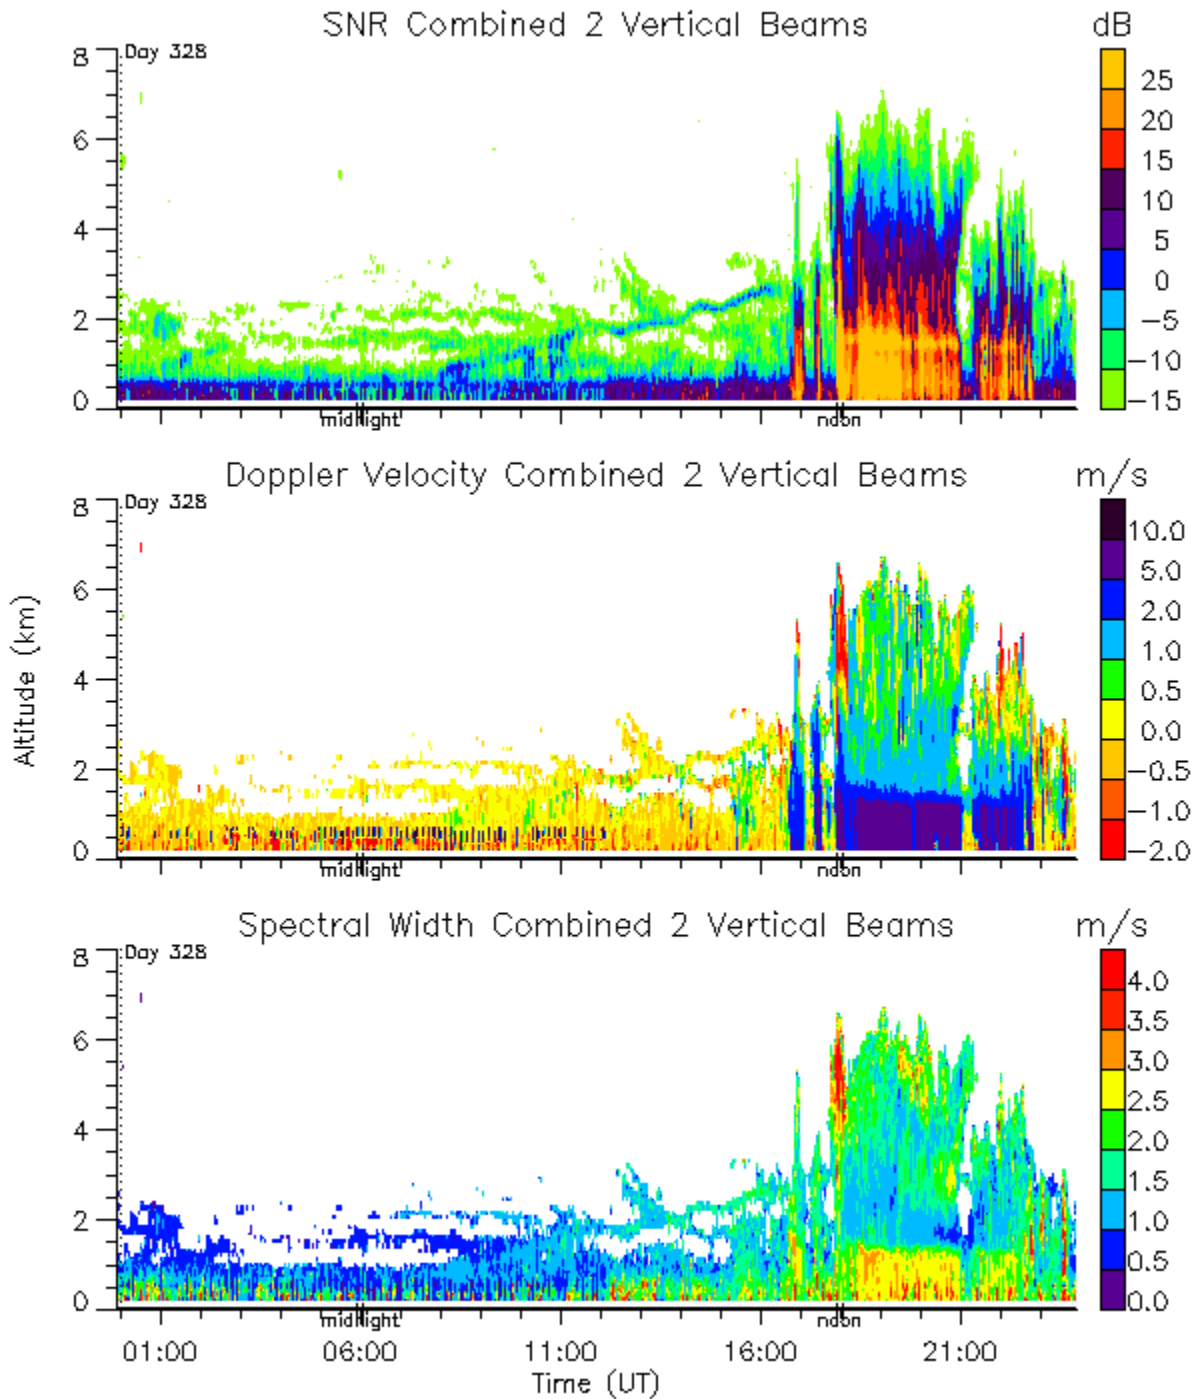 SNR Combined 2 Vertical Beams
dB
Day 328
8
6
4
2
0
25
20
15
10
5
0
−5
−10
−15
midnight
noon
Doppler Velocity Combined 2 Vertical Beams
m/s
Day 328
8
6
4
2
0
10.0
5.0
2.0
1.0
0.5
0.0
−0.5
−1.0
−2.0
Altitude (km)
midnight
noon
Spectral Width Combined 2 Vertical Beams
m/s
Day 328
8
6
4
2
0
4.0
3.5
3.0
2.5
2.0
1.5
1.0
0.5
0.0
midnight
noon
01:00 06:00 11:00 16:00 21:00
Time (UT)